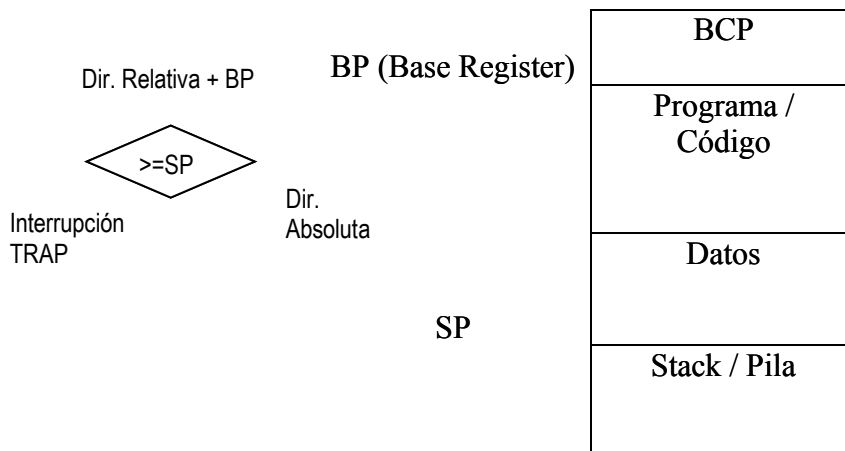 Dir. Relativa + BP
>=SP
Interrupción
TRAP
Dir.
Absoluta
BP (Base Register)
SP
BCP
Programa /
Código
Datos
Stack / Pila